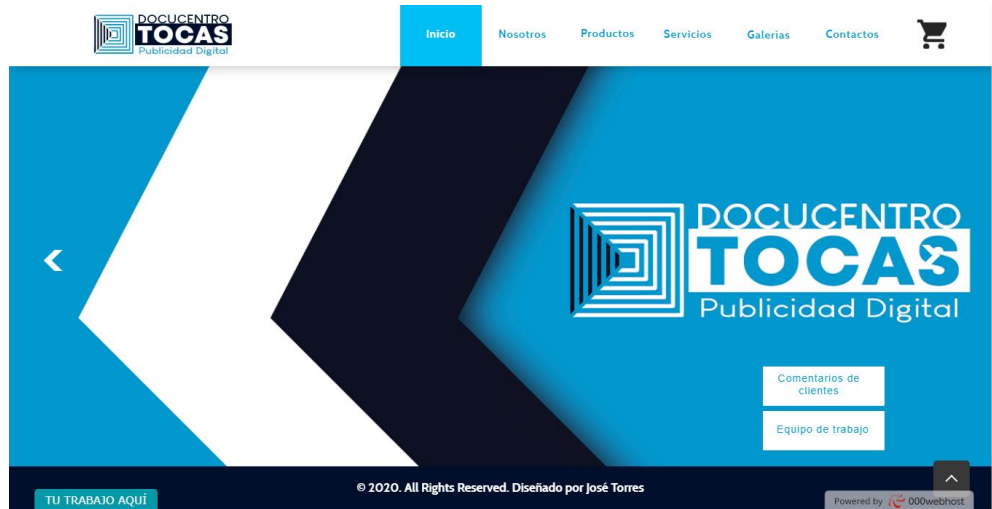 DOCUCENTRO
TOCAS
Publicidad Digital
Inicio
Nosotros
Productos
Servicios
Galerias
Contactos
DOCUCENTRO
TOCAS
Publicidad Digital
Comentarios de
clientes
Equipo de trabajo
© 2020. All Rights Reserved. Diseñado por José Torres
TU TRABAJO AQUÍ
Powered by 000webhost